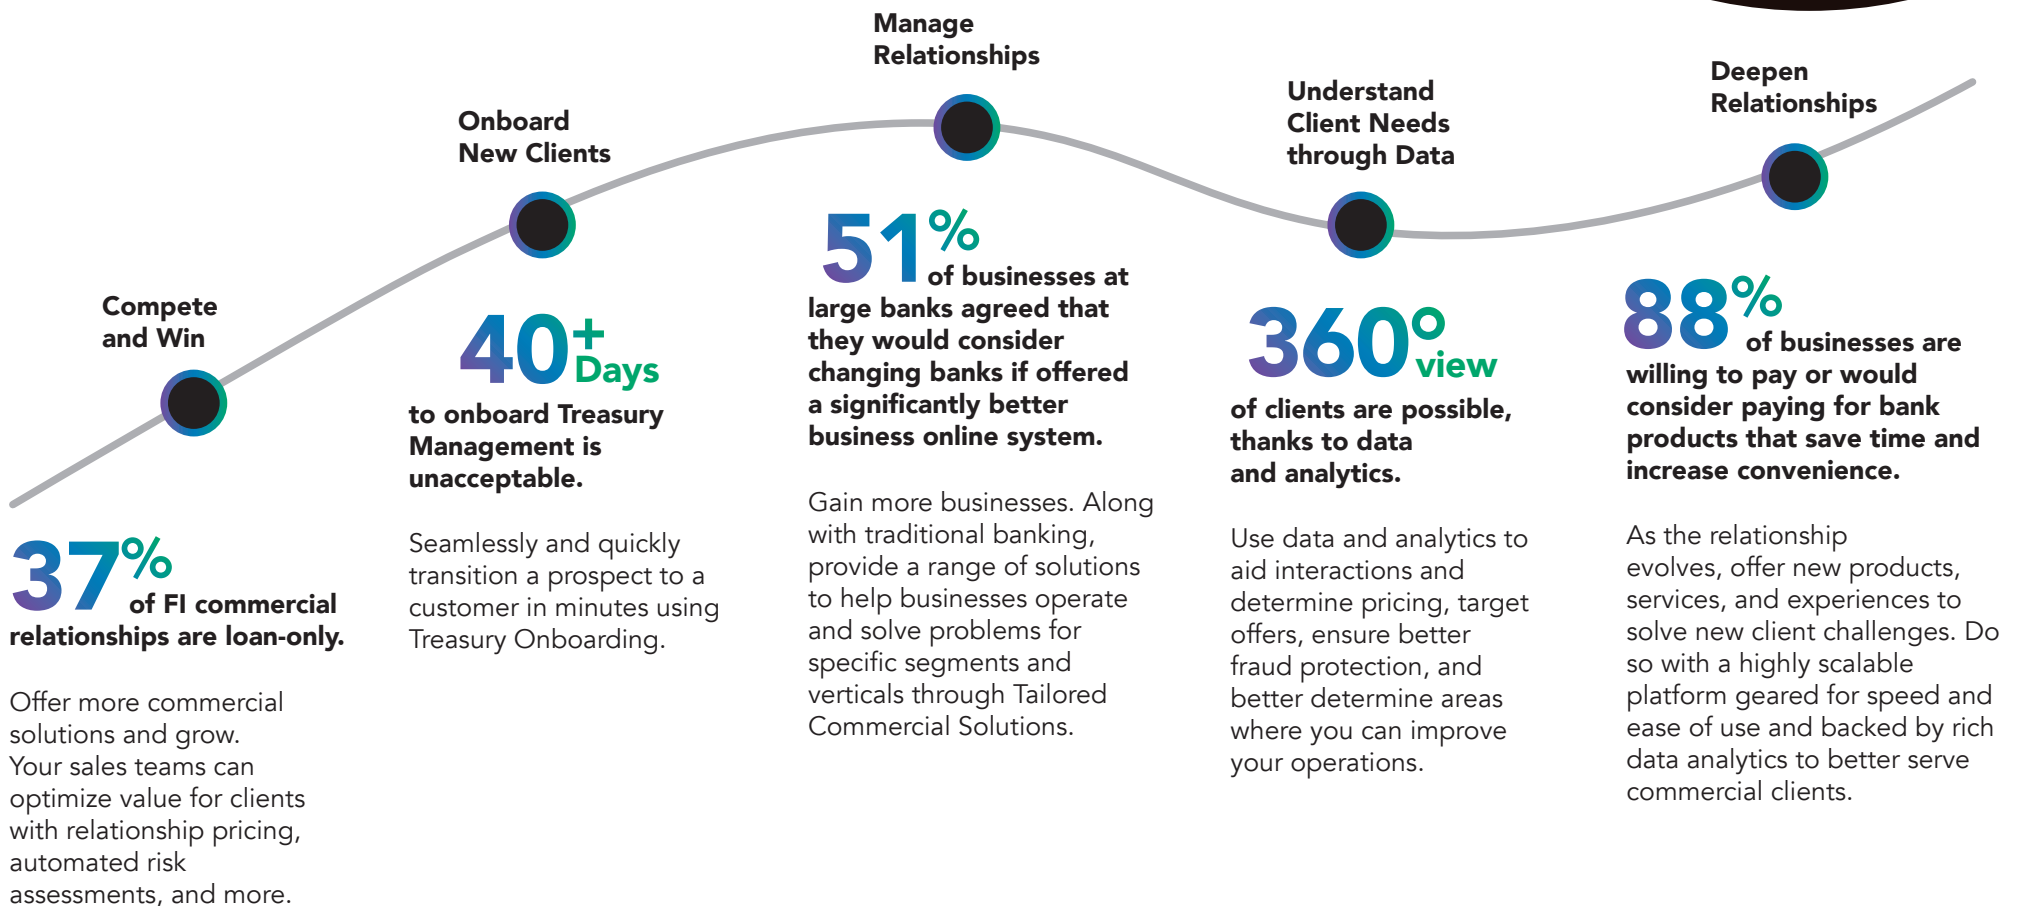 Compete
and Win
37%
of FI commercial
relationships are loan-only.
Offer more commercial
solutions and grow.
Your sales teams can
optimize value for clients
with relationship pricing,
automated risk
assessments, and more.
Onboard
New Clients
40+
Days
to onboard Treasury
Management is
unacceptable.
Seamlessly and quickly
transition a prospect to a
customer in minutes using
Treasury Onboarding.
Manage
Relationships
51%
of businesses at
large banks agreed that
they would consider
changing banks if offered
a significantly better
business online system.
Gain more businesses. Along
with traditional banking,
provide a range of solutions
to help businesses operate
and solve problems for
specific segments and
verticals through Tailored
Commercial Solutions.
Understand
Client Needs
through Data
360°
view
of clients are possible,
thanks to data
and analytics.
Use data and analytics to
aid interactions and
determine pricing, target
offers, ensure better
fraud protection, and
better determine areas
where you can improve
your operations.
Deepen
Relationships
88%
of businesses are
willing to pay or would
consider paying for bank
products that save time and
increase convenience.
As the relationship
evolves, offer new products,
services, and experiences to
solve new client challenges. Do
so with a highly scalable
platform geared for speed and
ease of use and backed by rich
data analytics to better serve
commercial clients.